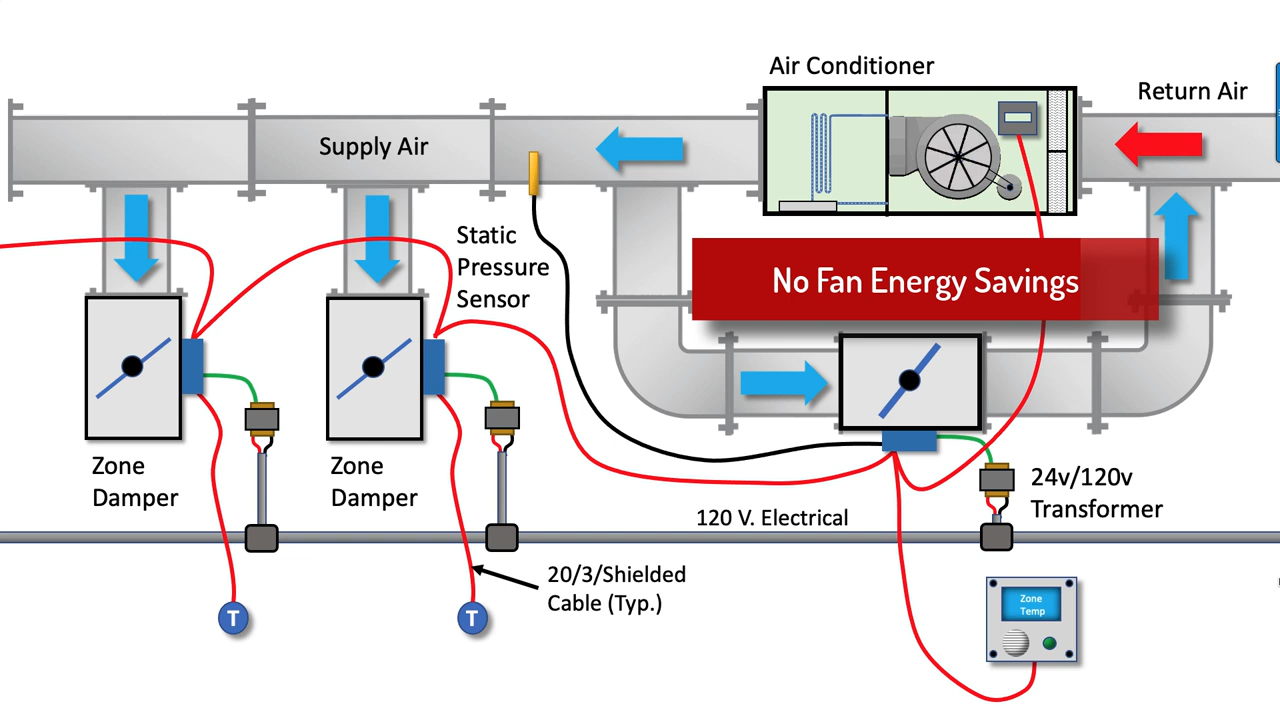 Air Conditioner
Return Air
Supply Air
Static
Pressure
Sensor
No Fan Energy Savings
Zone
Damper
Zone
Damper
24v/120v
Transformer
120 V. Electrical
20/3/Shielded
Cable (Typ.)
Zone
Temp
T
T